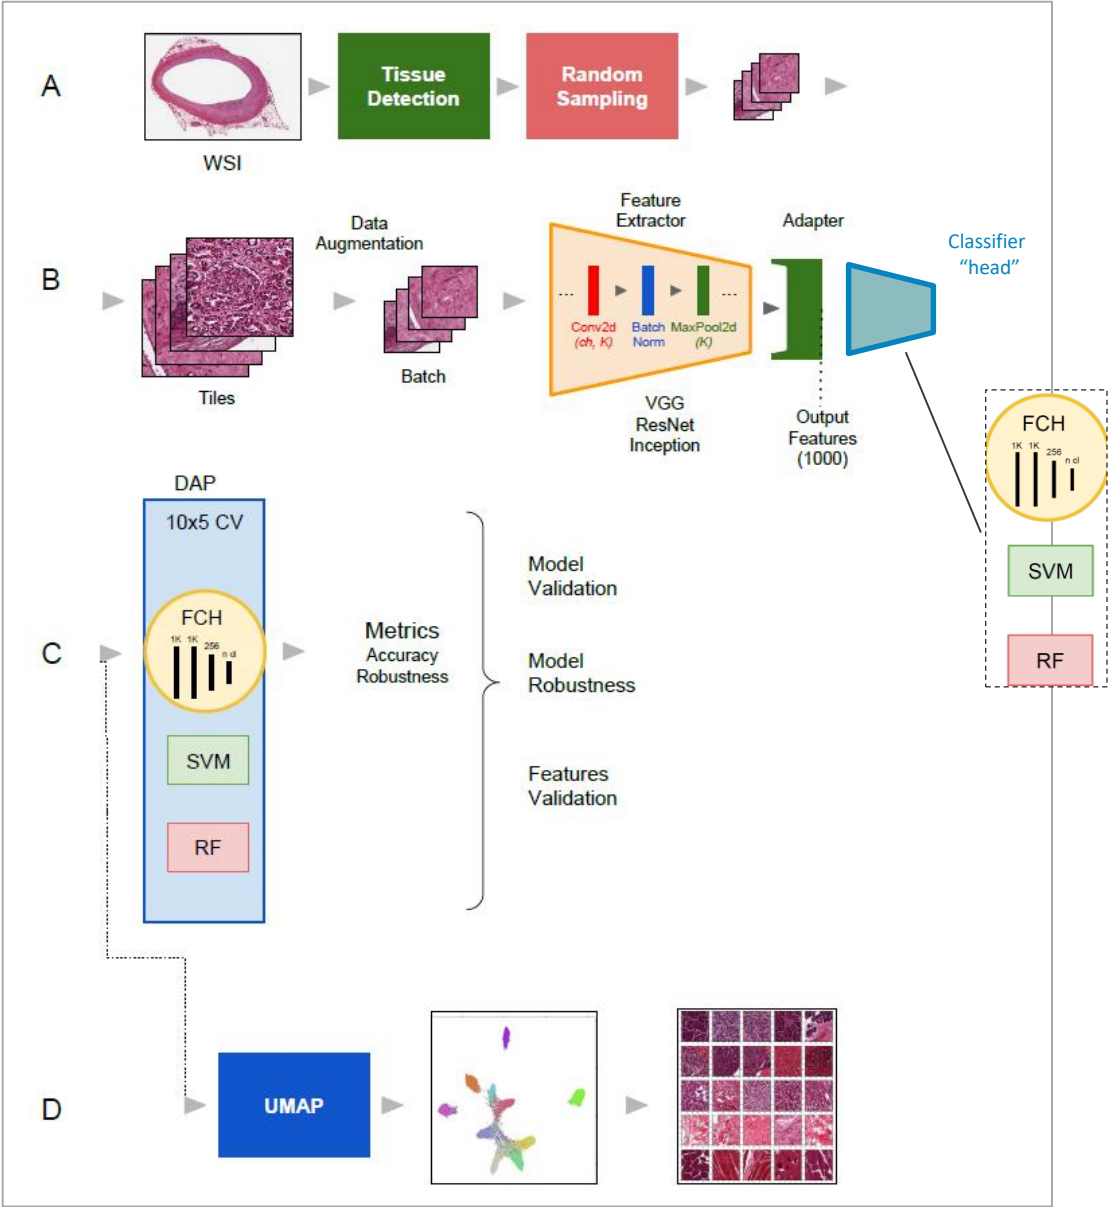 A
Tissue
Detection
Random
Sampling
WSI
B
Data
Augmentation
Tiles
Batch
Feature
Extractor
...
Conv2d
(ch, K)
Batch
Norm
MaxPool2d
(K)
...
VGG
ResNet
Inception
Adapter
Output
Features
(1000)
Classifier
"head"
FCH
1K 1K 256 n cl
SVM
RF
C
DAP
10x5 CV
FCH
1K 1K 256 n cl
SVM
RF
Metrics
Accuracy
Robustness
Model
Validation
Model
Robustness
Features
Validation
D
UMAP